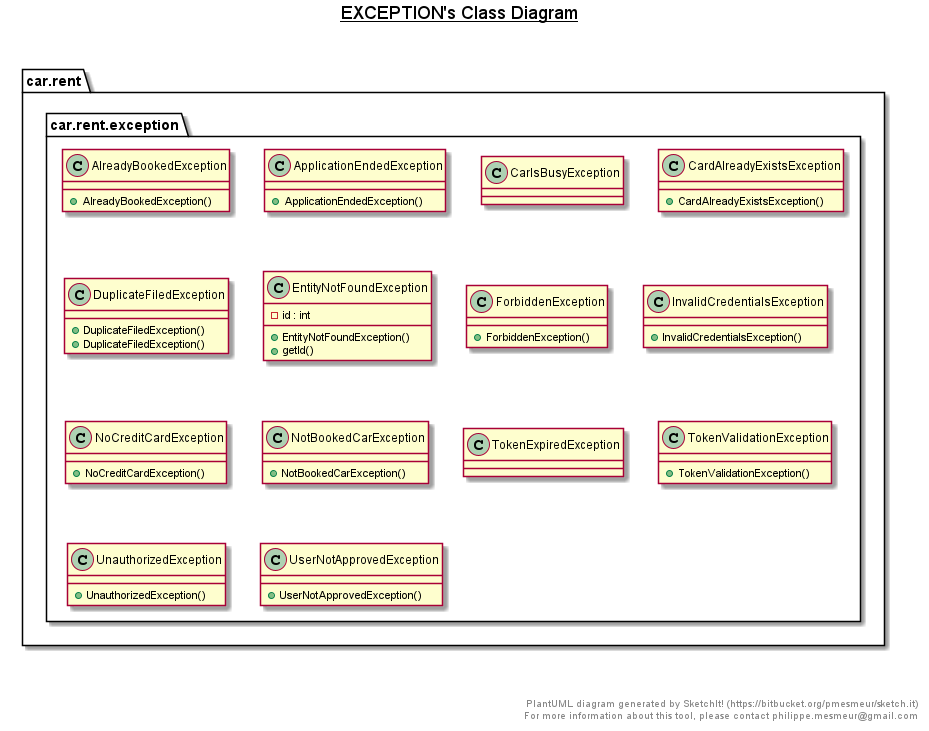 EXCEPTION's Class Diagram
car.rent
car.rent.exception
C AlreadyBookedException
AlreadyBookedException()
C ApplicationEndedException
ApplicationEndedException()
C CarIsBusyException
C CardAlreadyExistsException
CardAlreadyExistsException()
C DuplicateFiledException
DuplicateFiledException()
DuplicateFiledException()
C EntityNotFoundException
id : int
EntityNotFoundException()
getId()
C ForbiddenException
ForbiddenException()
C InvalidCredentialsException
InvalidCredentialsException()
C NoCreditCardException
NoCreditCardException()
C NotBookedCarException
NotBookedCarException()
C TokenExpiredException
C TokenValidationException
TokenValidationException()
C UnauthorizedException
UnauthorizedException()
C UserNotApprovedException
UserNotApprovedException()
PlantUML diagram generated by SketchIt! (https://bitbucket.org/pmesmeur/sketch.it)
For more information about this tool, please contact philippe.mesmeur@gmail.com